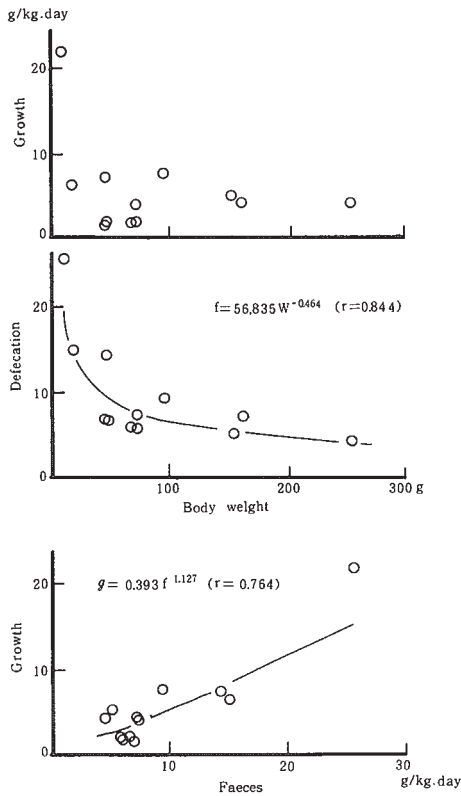 g/kg.day
20
Growth
10
0
f=56,835W⁻⁰·⁴⁶⁴ (r=0.844)
20
Defecation
10
0
100 200 300 g
Body weight
g = 0.393 f ¹·¹²⁷ (r= 0.764)
20
Growth
10
0
10 20 30
Faeces g/kg.day